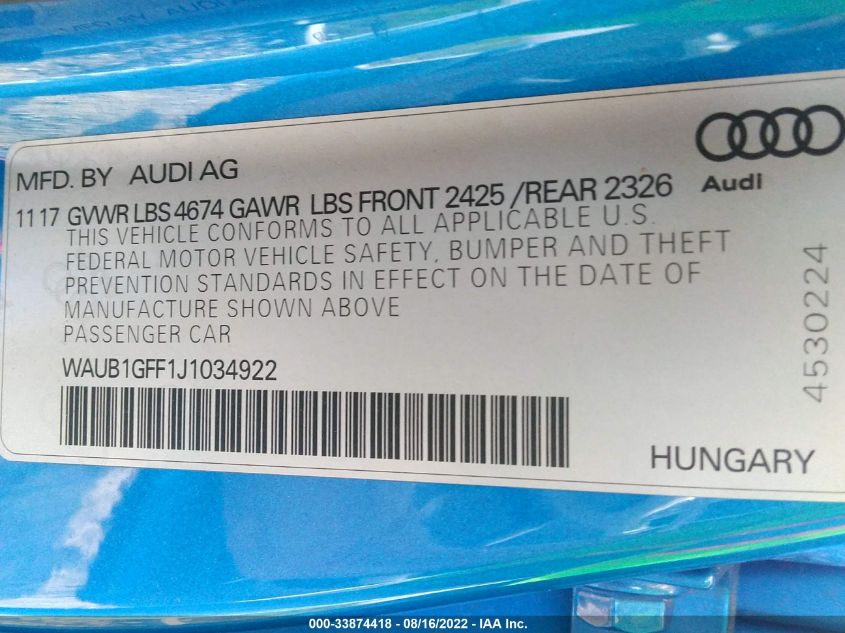 MFD. BY AUDI AG
Audi
11 17 GVWR LBS 4674 GAWR LBS FRONT 2425 /REAR 2326
THIS VEHICLE CONFORMS TO ALL APPLICABLE U.S.
FEDERAL MOTOR VEHICLE SAFETY, BUMPER AND THEFT
PREVENTION STANDARDS IN EFFECT ON THE DATE OF
MANUFACTURE SHOWN ABOVE
PASSENGER CAR
WAUB1GFF1J1034922
4530224
HUNGARY
000-33874418 - 08/16/2022 - IAA Inc.